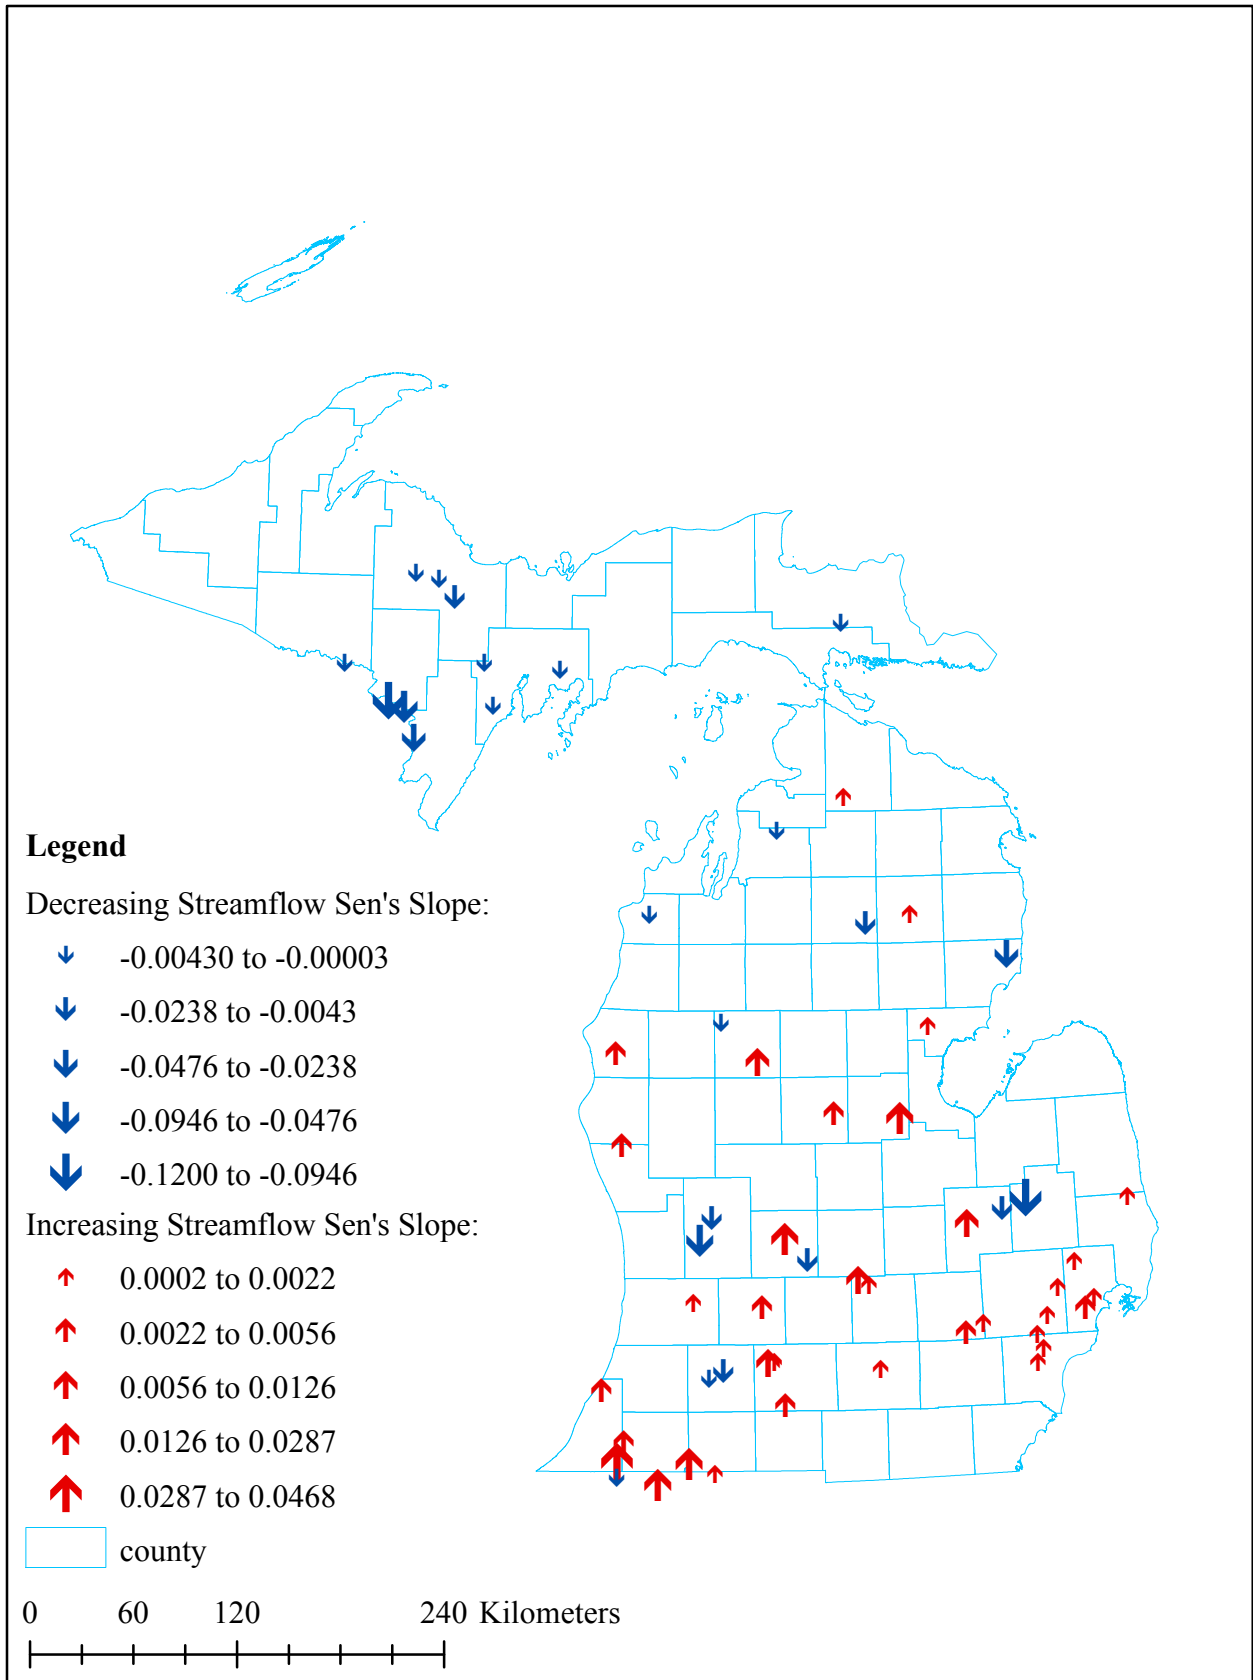 Legend
Decreasing Streamflow Sen's Slope:
-0.00430 to -0.00003
-0.0238 to -0.0043
-0.0476 to -0.0238
-0.0946 to -0.0476
-0.1200 to -0.0946
Increasing Streamflow Sen's Slope:
0.0002 to 0.0022
0.0022 to 0.0056
0.0056 to 0.0126
0.0126 to 0.0287
0.0287 to 0.0468
county
0 60 120 240 Kilometers